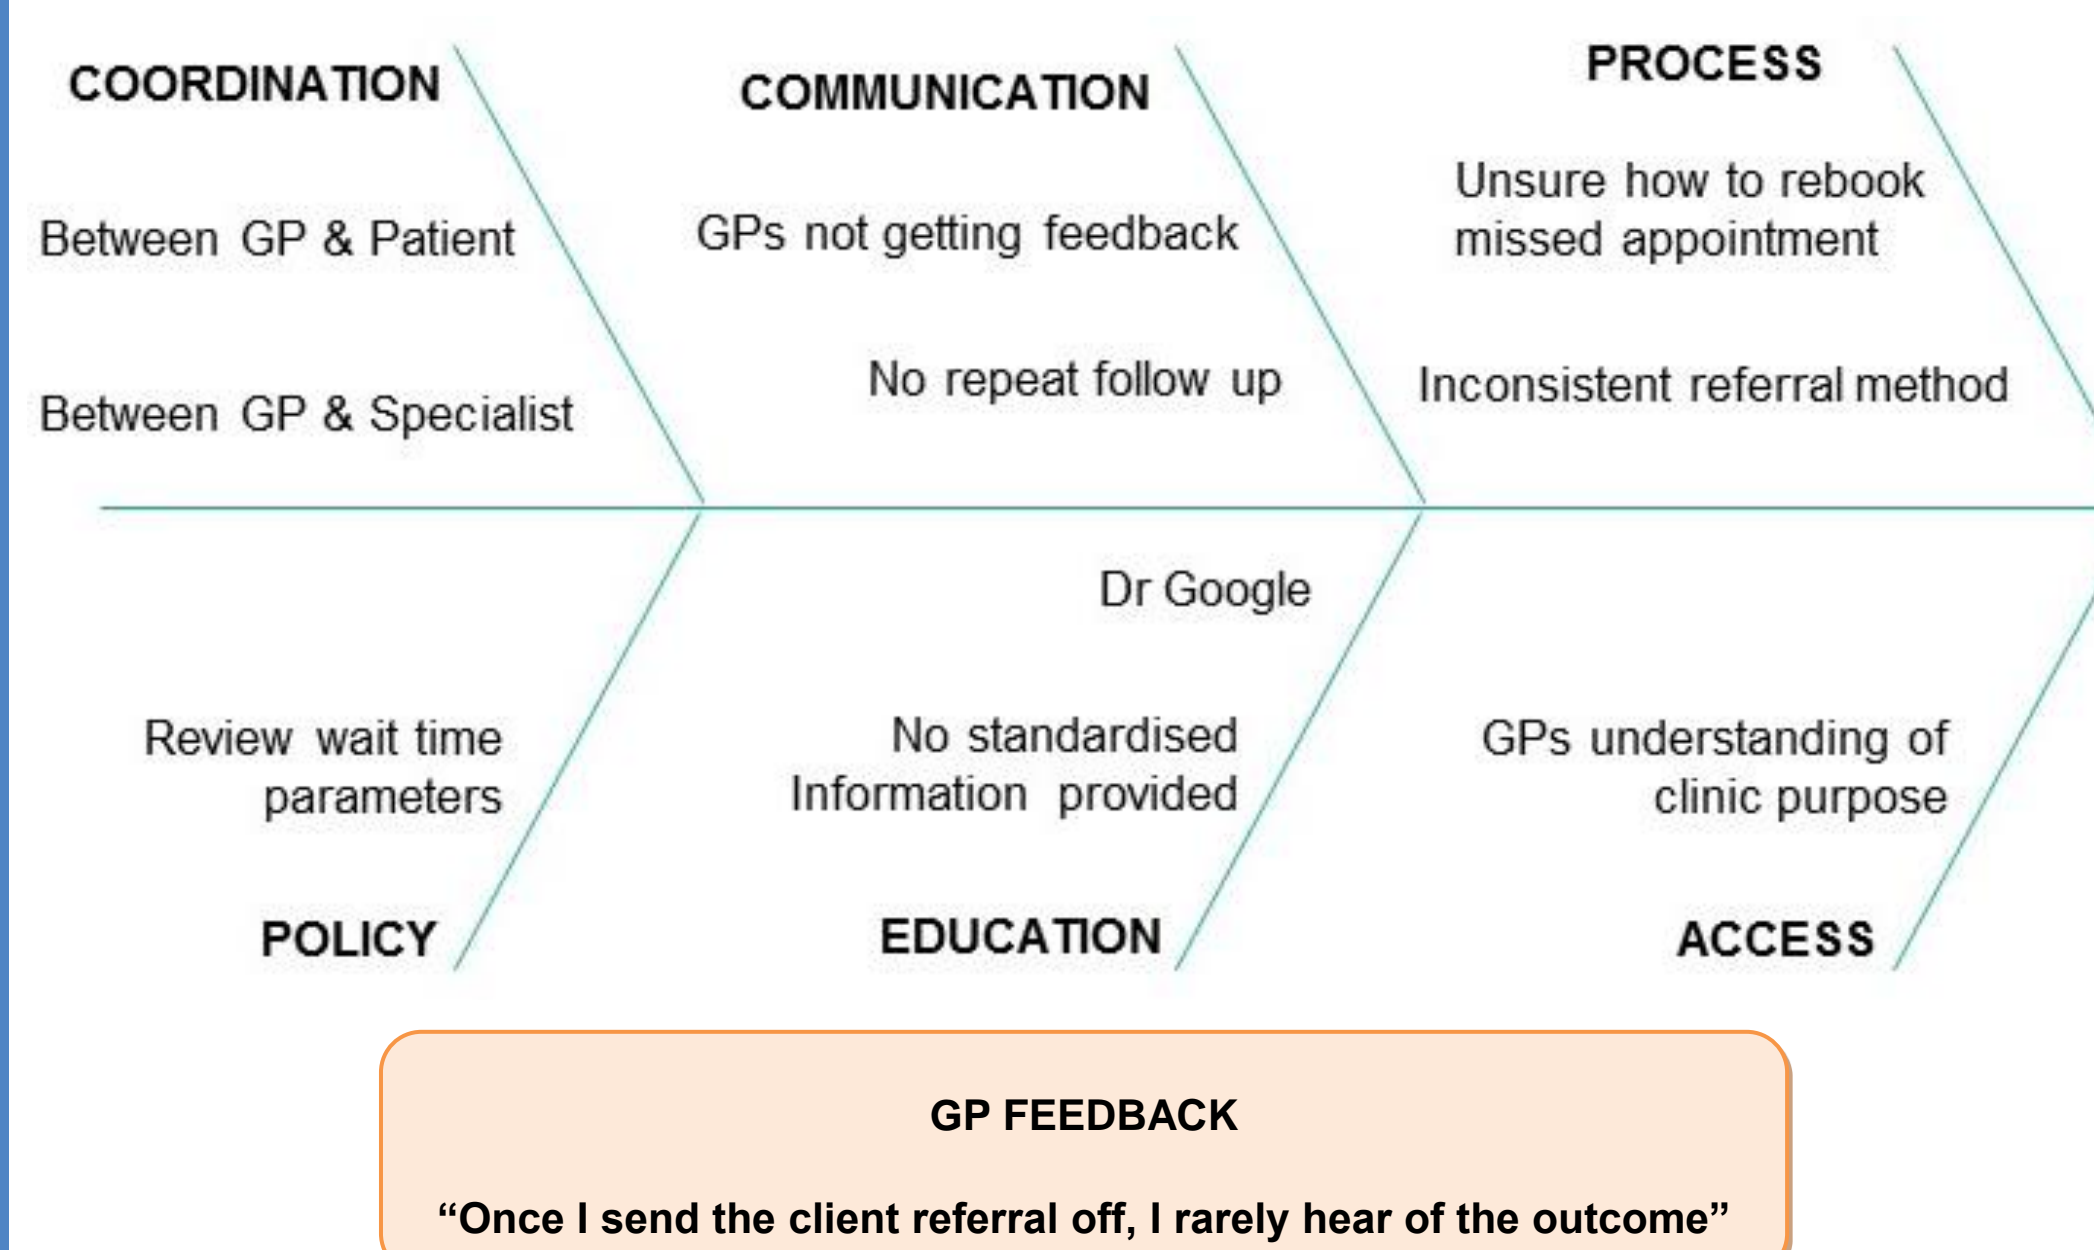 COORDINATION
Between GP & Patient
Between GP & Specialist
COMMUNICATION
GPs not getting feedback
No repeat follow up
PROCESS
Unsure how to rebook
missed appointment
Inconsistent referral method
Review wait time
parameters
POLICY
Dr Google
No standardised
Information provided
EDUCATION
GPs understanding of
clinic purpose
ACCESS
GP FEEDBACK
“Once I send the client referral off, I rarely hear of the outcome”